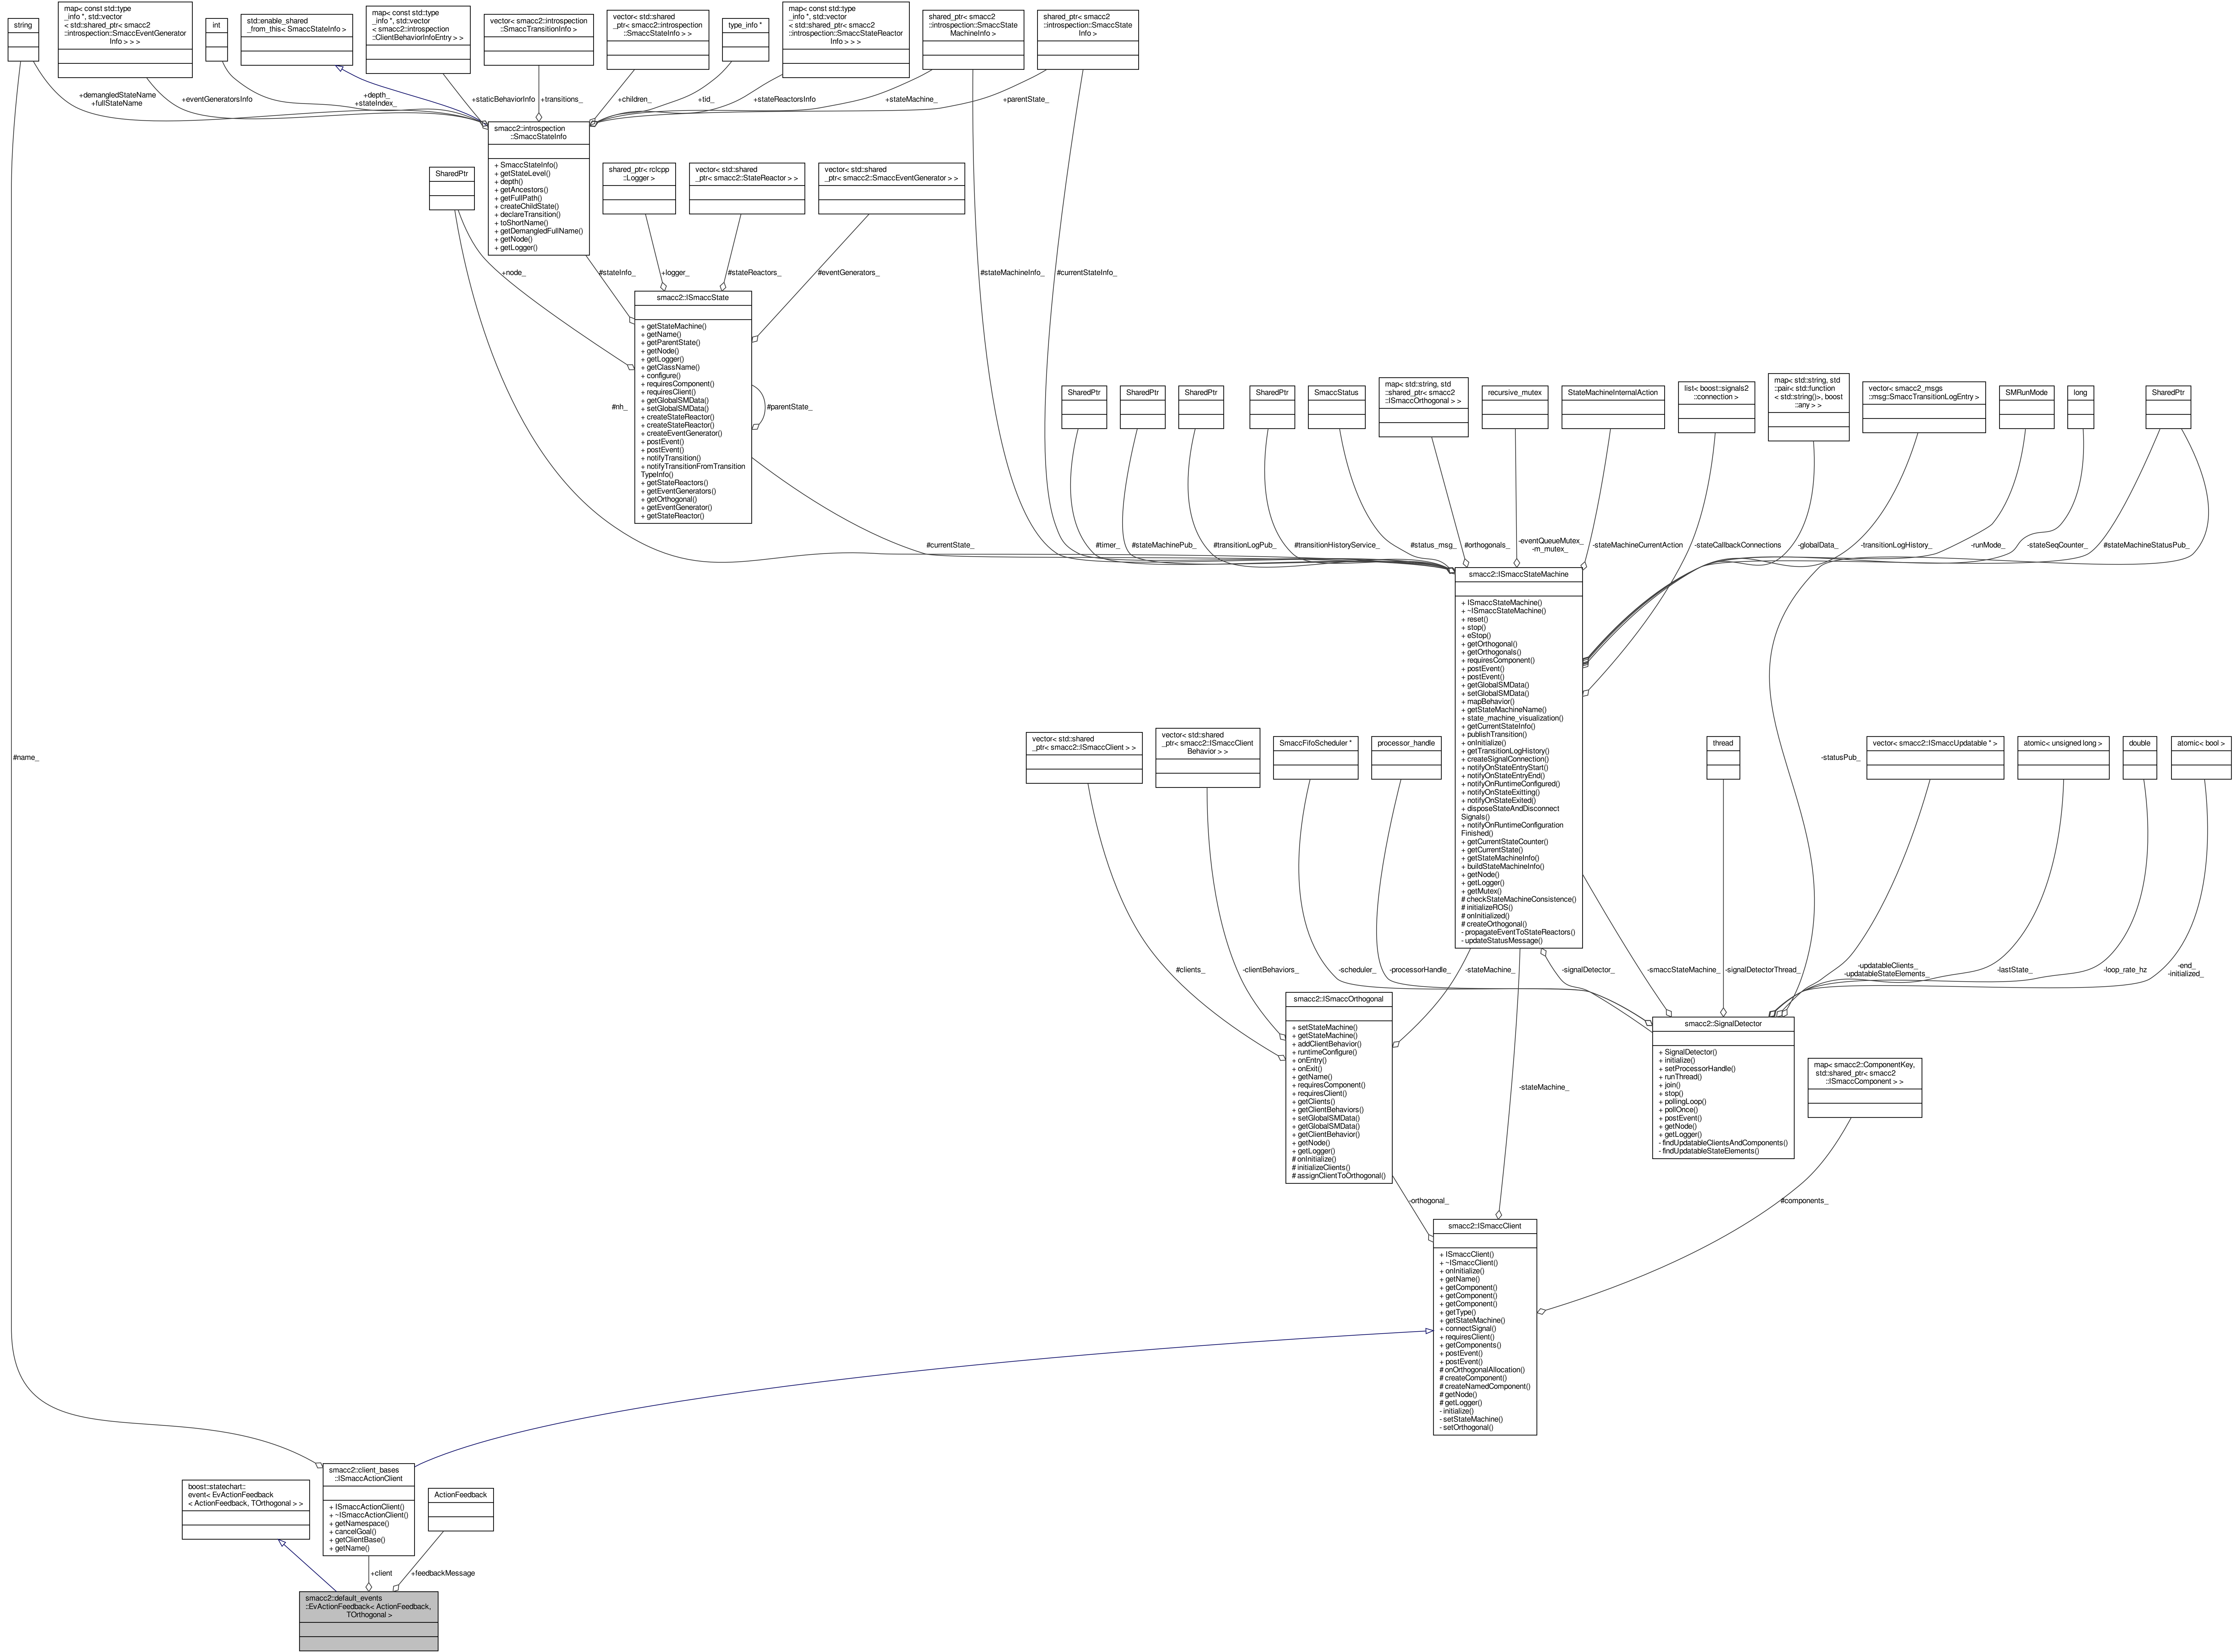 string
map< const std::type
_info *, std::vector
< std::shared_ptr< smacc2
::introspection::SmaccEventGenerator
Info > > >
int
std::enable_shared
_from_this< SmaccStateInfo >
map< const std::type
_info *, std::vector
< smacc2::introspection
::ClientBehaviorInfoEntry > >
vector< smacc2::introspection
::SmaccTransitionInfo >
vector< std::shared
_ptr< smacc2::introspection
::SmaccStateInfo > >
type_info *
map< const std::type
_info *, std::vector
< std::shared_ptr< smacc2
::introspection::SmaccStateReactor
Info > > >
shared_ptr< smacc2
::introspection::SmaccState
MachineInfo >
shared_ptr< smacc2
::introspection::SmaccState
Info >
+demangledStateName
+fullStateName
+eventGeneratorsInfo
+depth_
+stateIndex_
+staticBehaviorInfo
+transitions_
+children_
+tid_
+stateReactorsInfo
+stateMachine_
+parentState_
smacc2::introspection
::SmaccStateInfo
+ SmaccStateInfo()
+ getStateLevel()
+ depth()
+ getAncestors()
+ getFullPath()
+ createChildState()
+ declareTransition()
+ toShortName()
+ getDemangledFullName()
+ getNode()
+ getLogger()
SharedPtr
shared_ptr< rclcpp
::Logger >
vector< std::shared
_ptr< smacc2::StateReactor > >
vector< std::shared
_ptr< smacc2::SmaccEventGenerator > >
+node_
#stateInfo_
+logger_
#stateReactors_
#eventGenerators_
#stateMachineInfo_
#currentStateInfo_
smacc2::ISmaccState
+ getStateMachine()
+ getName()
+ getParentState()
+ getNode()
+ getLogger()
+ getClassName()
+ configure()
+ requiresComponent()
+ requiresClient()
+ getGlobalSMData()
+ setGlobalSMData()
+ createStateReactor()
+ createStateReactor()
+ createEventGenerator()
+ postEvent()
+ postEvent()
+ notifyTransition()
+ notifyTransitionFromTransition
TypeInfo()
+ getStateReactors()
+ getEventGenerators()
+ getOrthogonal()
+ getEventGenerator()
+ getStateReactor()
#nh_
#parentState_
SharedPtr
SharedPtr
SharedPtr
SharedPtr
SmaccStatus
map< std::string, std
::shared_ptr< smacc2
::ISmaccOrthogonal > >
recursive_mutex
StateMachineInternalAction
list< boost::signals2
::connection >
map< std::string, std
::pair< std::function
< std::string()>, boost
::any > >
vector< smacc2_msgs
::msg::SmaccTransitionLogEntry >
SMRunMode
long
SharedPtr
#currentState_
#timer_
#stateMachinePub_
#transitionLogPub_
#transitionHistoryService_
#status_msg_
#orthogonals_
-eventQueueMutex_
-m_mutex_
-stateMachineCurrentAction
-stateCallbackConnections
-globalData_
-transitionLogHistory_
-runMode_
-stateSeqCounter_
#stateMachineStatusPub_
smacc2::ISmaccStateMachine
+ ISmaccStateMachine()
+ ~ISmaccStateMachine()
+ reset()
+ stop()
+ eStop()
+ getOrthogonal()
+ getOrthogonals()
+ requiresComponent()
+ postEvent()
+ postEvent()
+ getGlobalSMData()
+ setGlobalSMData()
+ mapBehavior()
+ getStateMachineName()
+ state_machine_visualization()
+ getCurrentStateInfo()
+ publishTransition()
+ onInitialize()
+ getTransitionLogHistory()
+ createSignalConnection()
+ notifyOnStateEntryStart()
+ notifyOnStateEntryEnd()
+ notifyOnRuntimeConfigured()
+ notifyOnStateExitting()
+ notifyOnStateExited()
+ disposeStateAndDisconnect
Signals()
+ notifyOnRuntimeConfiguration
Finished()
+ getCurrentStateCounter()
+ getCurrentState()
+ getStateMachineInfo()
+ buildStateMachineInfo()
+ getNode()
+ getLogger()
+ getMutex()
# checkStateMachineConsistence()
# initializeROS()
# onInitialized()
# createOrthogonal()
- propagateEventToStateReactors()
- updateStatusMessage()
#name_
vector< std::shared
_ptr< smacc2::ISmaccClient > >
vector< std::shared
_ptr< smacc2::ISmaccClient
Behavior > >
SmaccFifoScheduler *
processor_handle
thread
-statusPub_
vector< smacc2::ISmaccUpdatable * >
atomic< unsigned long >
double
atomic< bool >
#clients_
-clientBehaviors_
-scheduler_
-processorHandle_
-stateMachine_
-signalDetector_
-smaccStateMachine_
-signalDetectorThread_
-updatableClients_
-updatableStateElements_
-lastState_
-loop_rate_hz
-end_
-initialized_
smacc2::ISmaccOrthogonal
+ setStateMachine()
+ getStateMachine()
+ addClientBehavior()
+ runtimeConfigure()
+ onEntry()
+ onExit()
+ getName()
+ requiresComponent()
+ requiresClient()
+ getClients()
+ getClientBehaviors()
+ setGlobalSMData()
+ getGlobalSMData()
+ getClientBehavior()
+ getNode()
+ getLogger()
# onInitialize()
# initializeClients()
# assignClientToOrthogonal()
smacc2::SignalDetector
+ SignalDetector()
+ initialize()
+ setProcessorHandle()
+ runThread()
+ join()
+ stop()
+ pollingLoop()
+ pollOnce()
+ postEvent()
+ getNode()
+ getLogger()
- findUpdatableClientsAndComponents()
- findUpdatableStateElements()
map< smacc2::ComponentKey,
std::shared_ptr< smacc2
::ISmaccComponent > >
-stateMachine_
-orthogonal_
#components_
smacc2::ISmaccClient
+ ISmaccClient()
+ ~ISmaccClient()
+ onInitialize()
+ getName()
+ getComponent()
+ getComponent()
+ getComponent()
+ getType()
+ getStateMachine()
+ connectSignal()
+ requiresClient()
+ getComponents()
+ postEvent()
+ postEvent()
# onOrthogonalAllocation()
# createComponent()
# createNamedComponent()
# getNode()
# getLogger()
- initialize()
- setStateMachine()
- setOrthogonal()
boost::statechart::
event< EvActionFeedback
< ActionFeedback, TOrthogonal > >
smacc2::client_bases
::ISmaccActionClient
+ ISmaccActionClient()
+ ~ISmaccActionClient()
+ getNamespace()
+ cancelGoal()
+ getClientBase()
+ getName()
ActionFeedback
+client
+feedbackMessage
smacc2::default_events
::EvActionFeedback< ActionFeedback,
TOrthogonal >